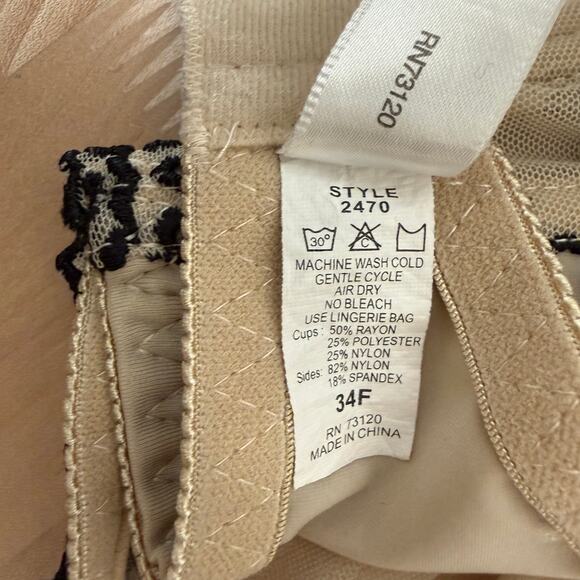 RN73120
STYLE
2470
30°
C
MACHINE WASH COLD
GENTLE CYCLE
AIR DRY
NO BLEACH
USE LINGERIE BAG
Cups: 50% RAYON
25% POLYESTER
25% NYLON
Sides: 82% NYLON
18% SPANDEX
34F
RN 73120
MADE IN CHINA